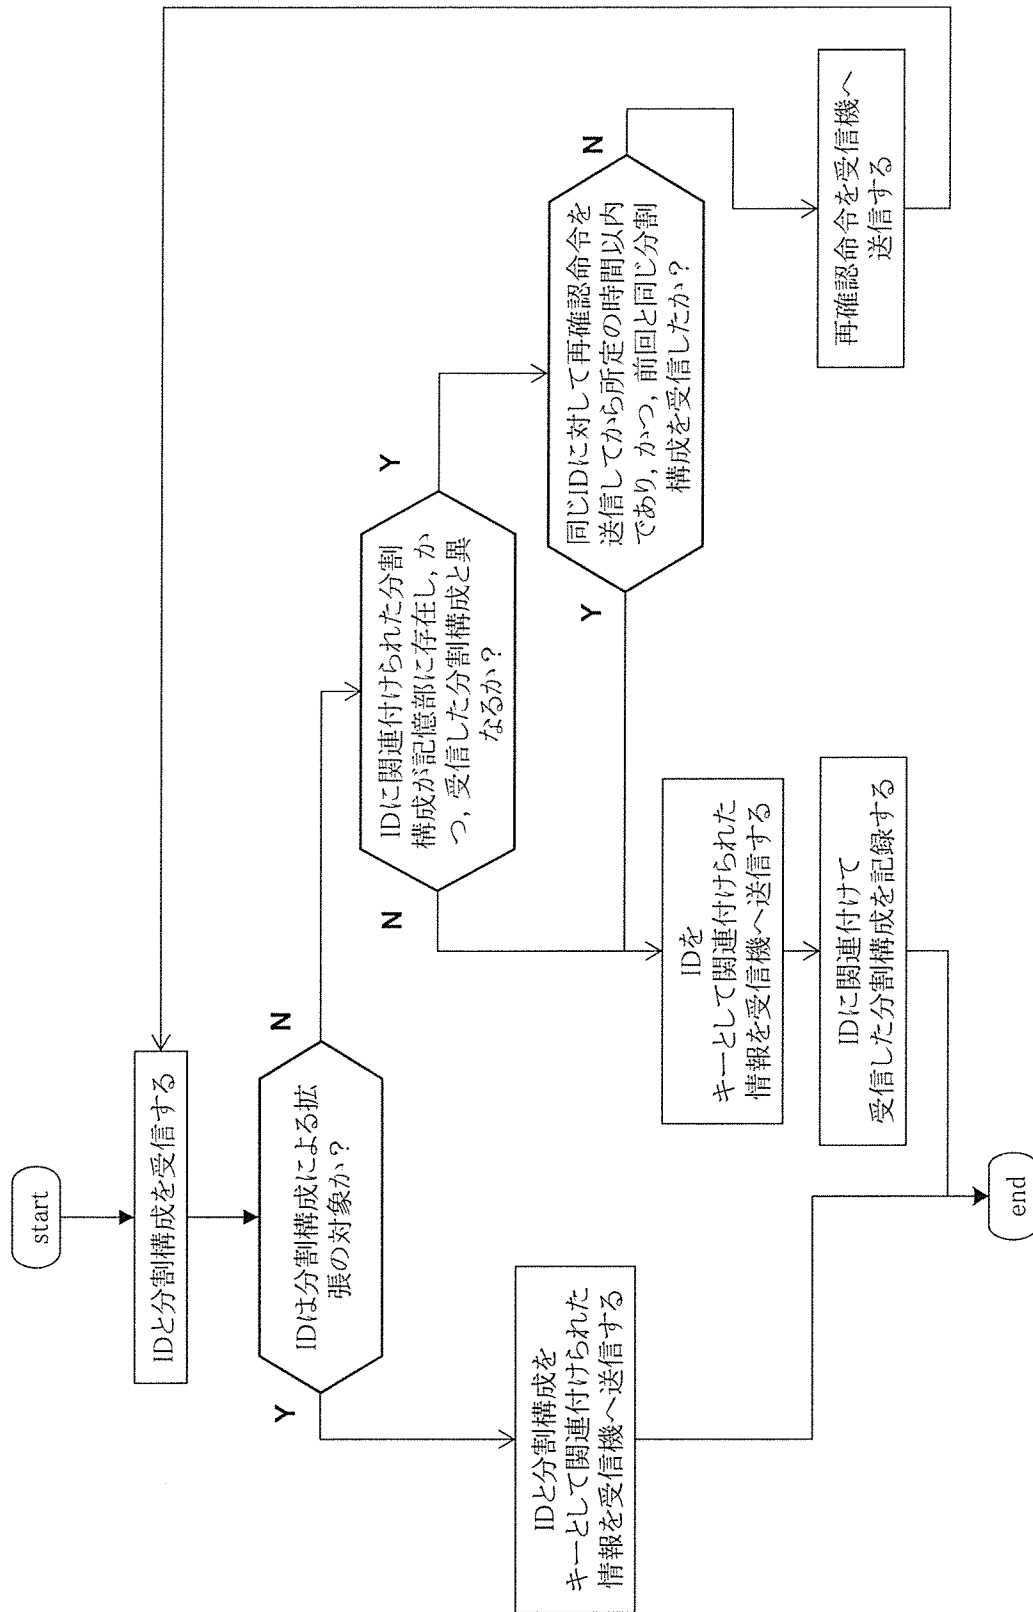 start
IDと分割構成を受信する
IDは分割構成による拡
張の対象か？
Y
N
IDと分割構成を
キーとして関連付けられた
情報を受信機へ送信する
IDに関連付けられた分割
構成が記憶部に存在し, か
つ, 受信した分割構成と異
なるか？
N
Y
同じIDに対して再確認命令を
送信してから所定の時間以内
であり, かつ, 前回と同じ分割
構成を受信したか？
Y
N
IDを
キーとして関連付けられた
情報を受信機へ送信する
IDに関連付けて
受信した分割構成を記録する
再確認命令を受信機へ
送信する
end